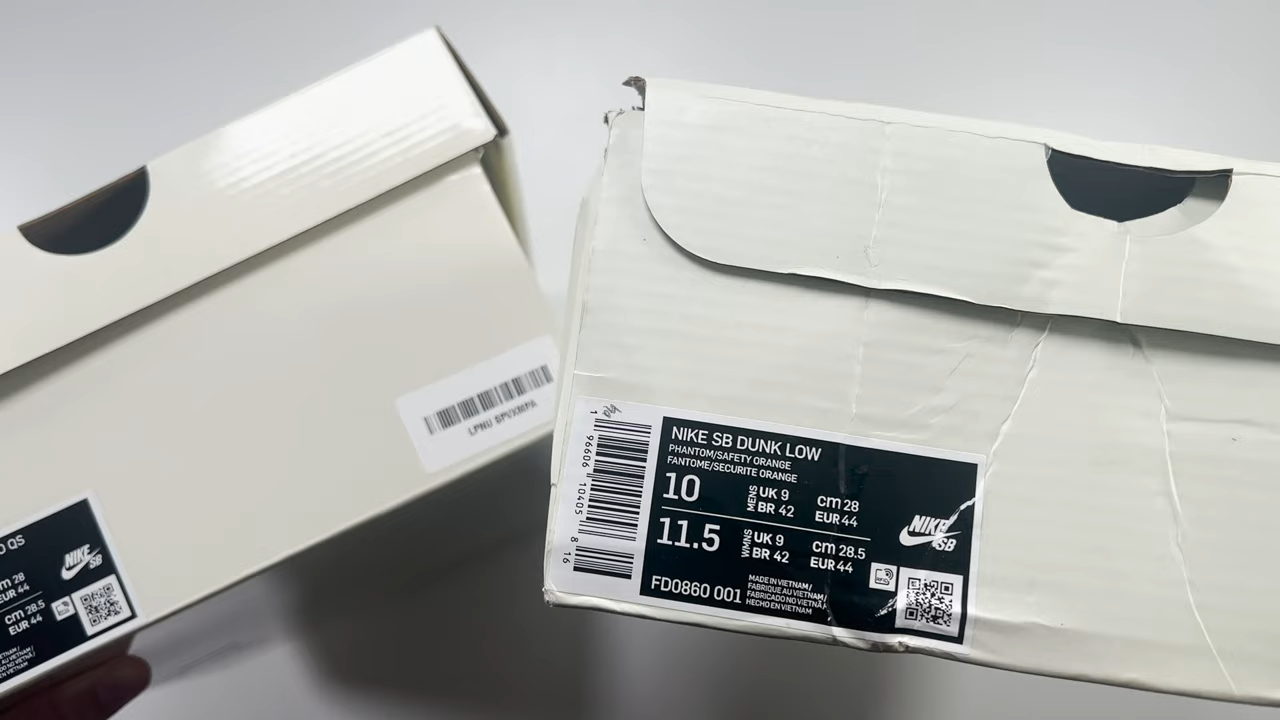 LPNU
O QS
NIKE
SB
cm 28
EUR 44
cm 28.5
EUR 44
NIKE SB DUNK LOW
PHANTOM/SAFETY ORANGE
FANTOME/SECURITE ORANGE
10
MENS
UK 9
BR 42
cm 28
EUR 44
11.5
WMNS
UK 9
BR 42
cm 28.5
EUR 44
NIKE
SB
RFID
FD0860 001
MADE IN VIETNAM/
FABRIQUE AU VIETNAM/
FABRICADO NO VIETNÃ/
HECHO EN VIETNAM
1 96606 10405 8 16